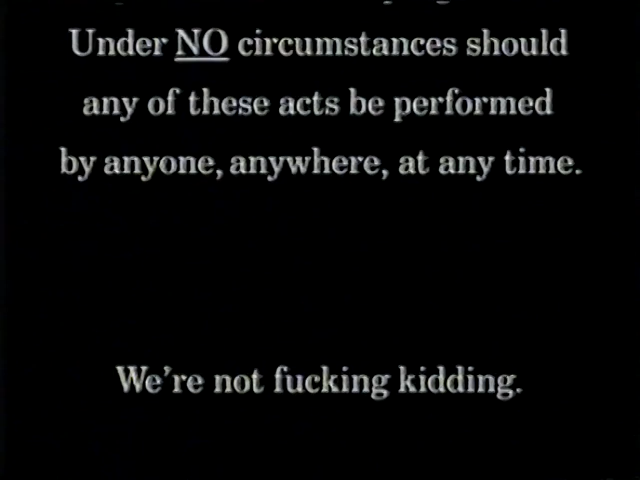 Under NO circumstances should
any of these acts be performed
by anyone, anywhere, at any time.
We're not fucking kidding.